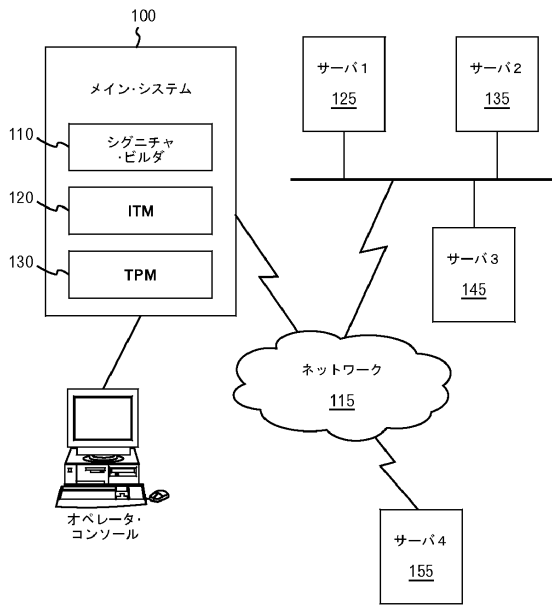 100
メイン・システム
110
シグニチャ
・ビルダ
120
ITM
130
TPM
サーバ1
125
サーバ2
135
サーバ3
145
ネットワーク
115
オペレータ・
コンソール
サーバ4
155